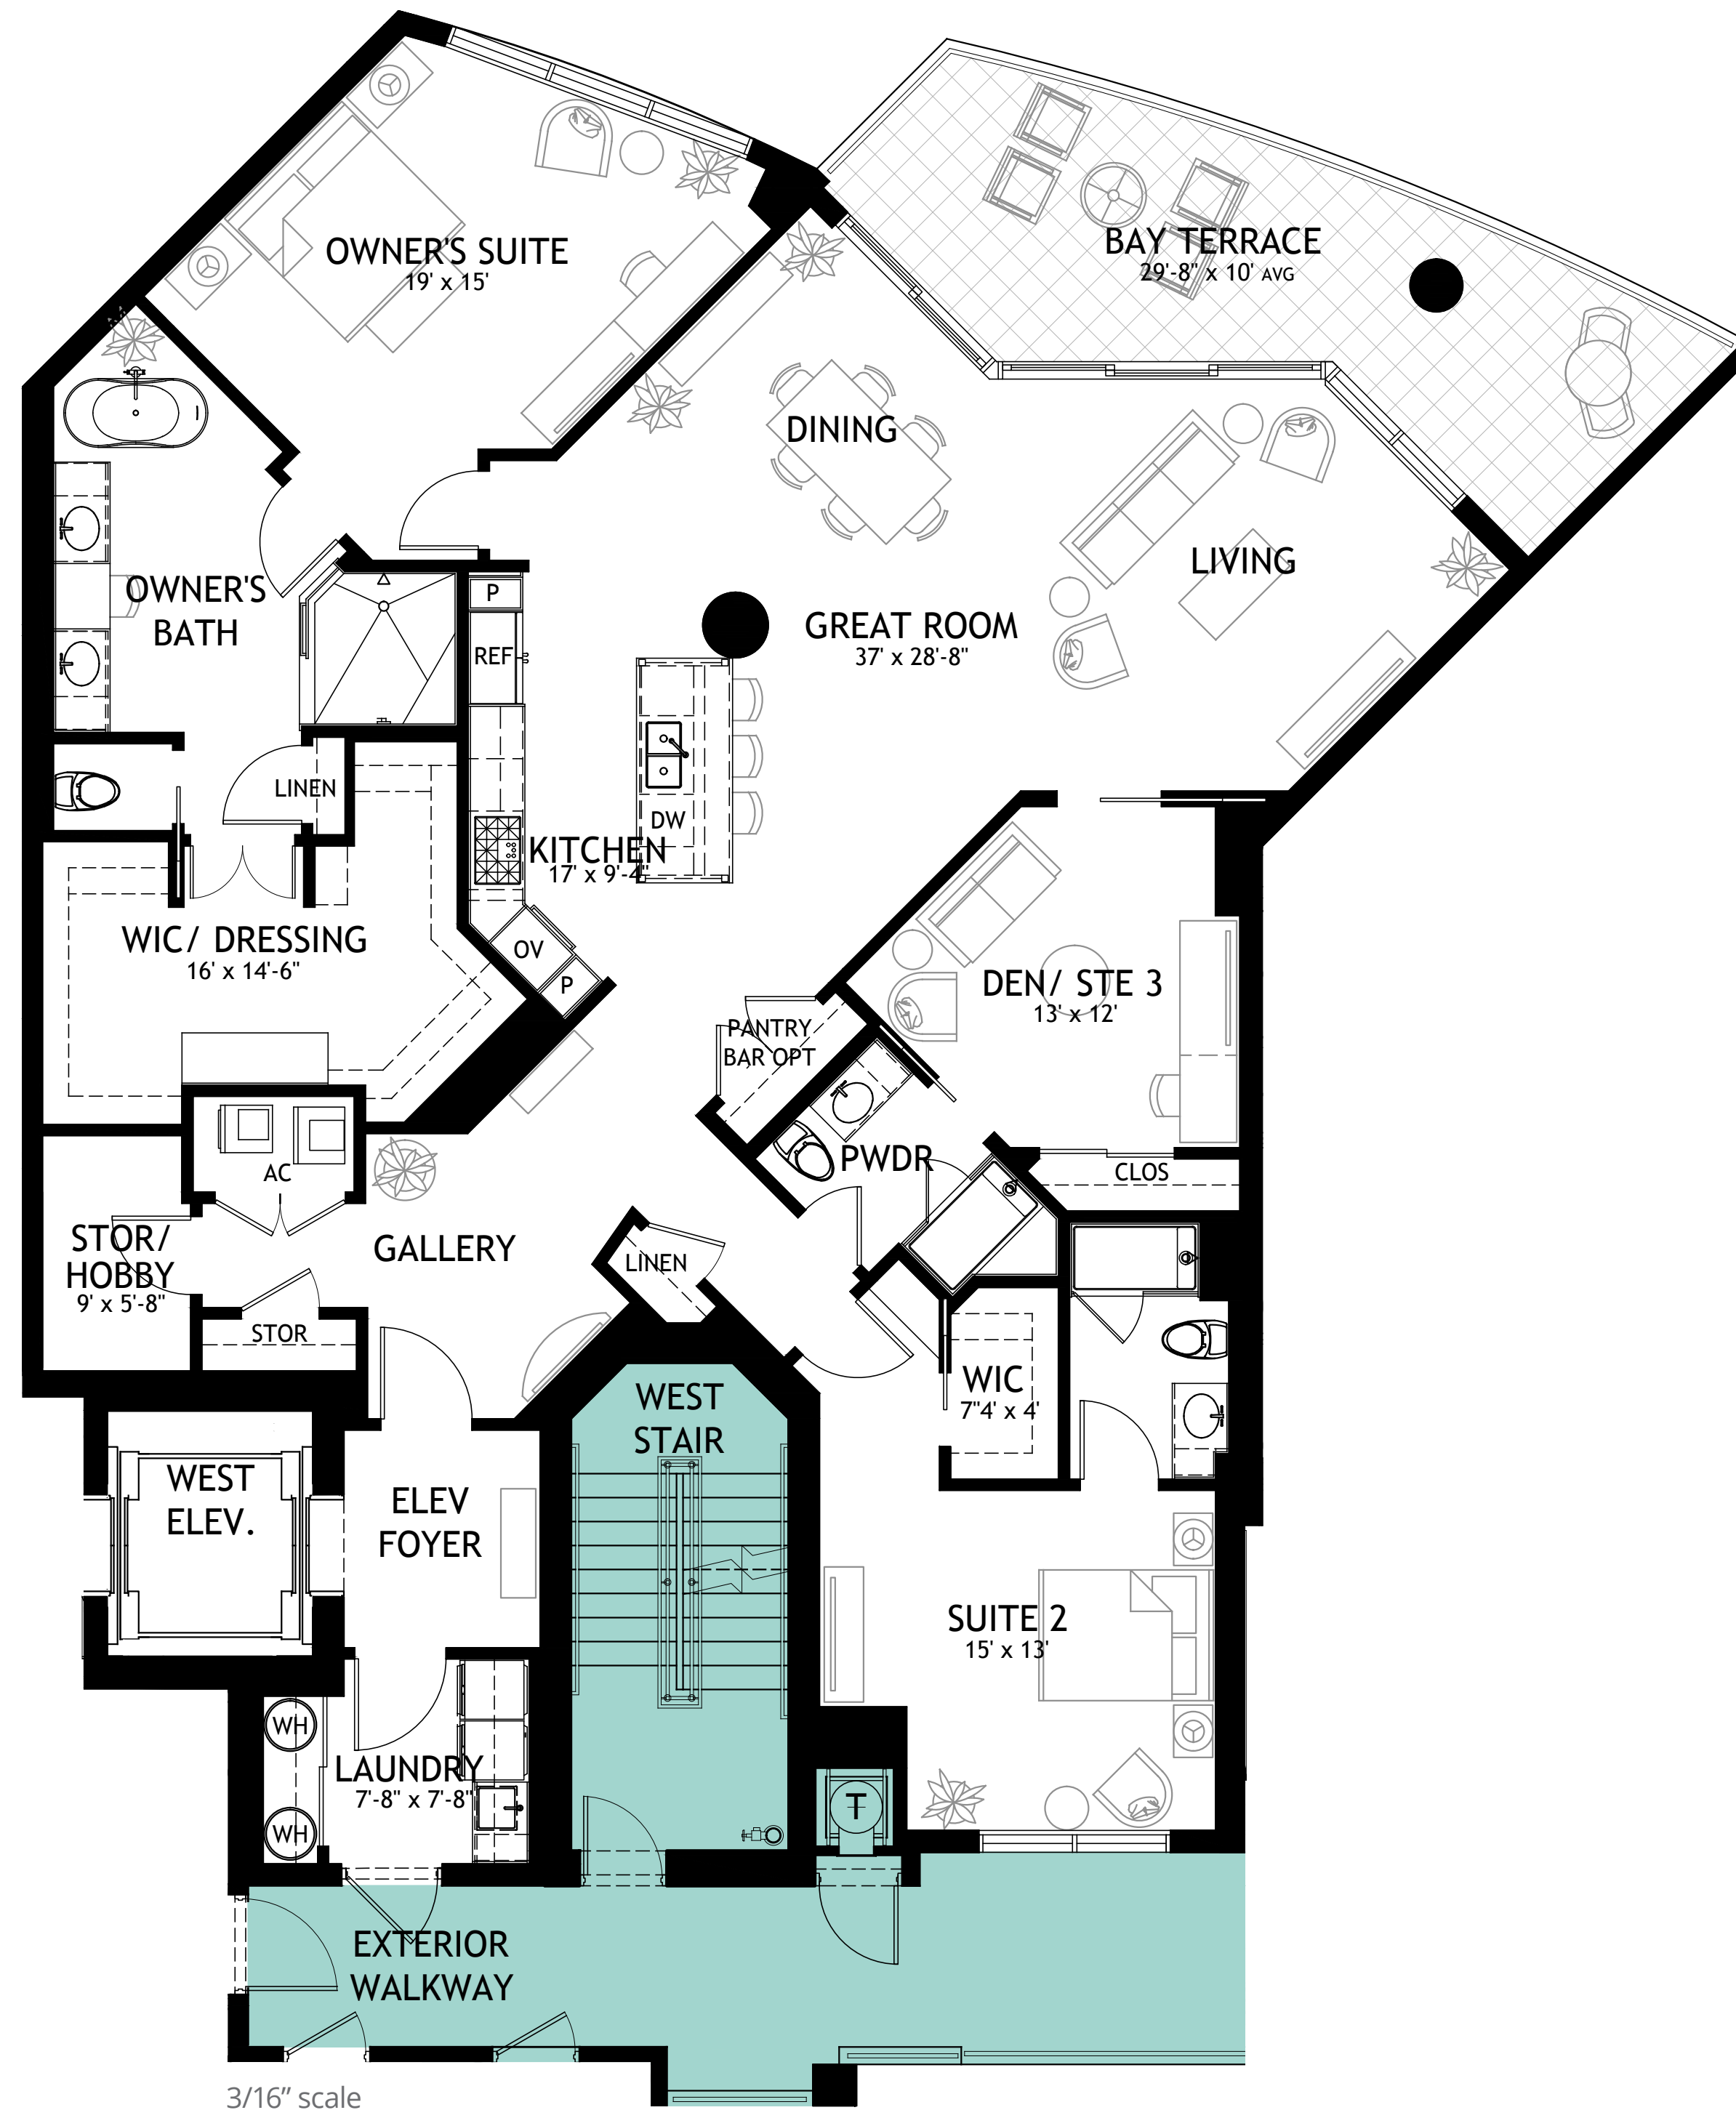 OWNER'S SUITE
19' x 15'
BAY TERRACE
29'-8" x 10' AVG
DINING
LIVING
OWNER'S
BATH
P
REF
GREAT ROOM
37' x 28'-8"
LINEN
DW
KITCHEN
17' x 9'-4"
WIC/ DRESSING
16' x 14'-6"
OV
P
DEN/ STE 3
13' x 12'
PANTRY
BAR OPT
PWDR
CLOS
AC
STOR/
HOBBY
9' x 5'-8"
GALLERY
LINEN
STOR
WIC
7"4' x 4'
WEST
STAIR
WEST
ELEV.
ELEV
FOYER
SUITE 2
15' x 13'
WH
LAUNDRY
7'-8" x 7'-8"
WH
T
EXTERIOR
WALKWAY
3/16” scale